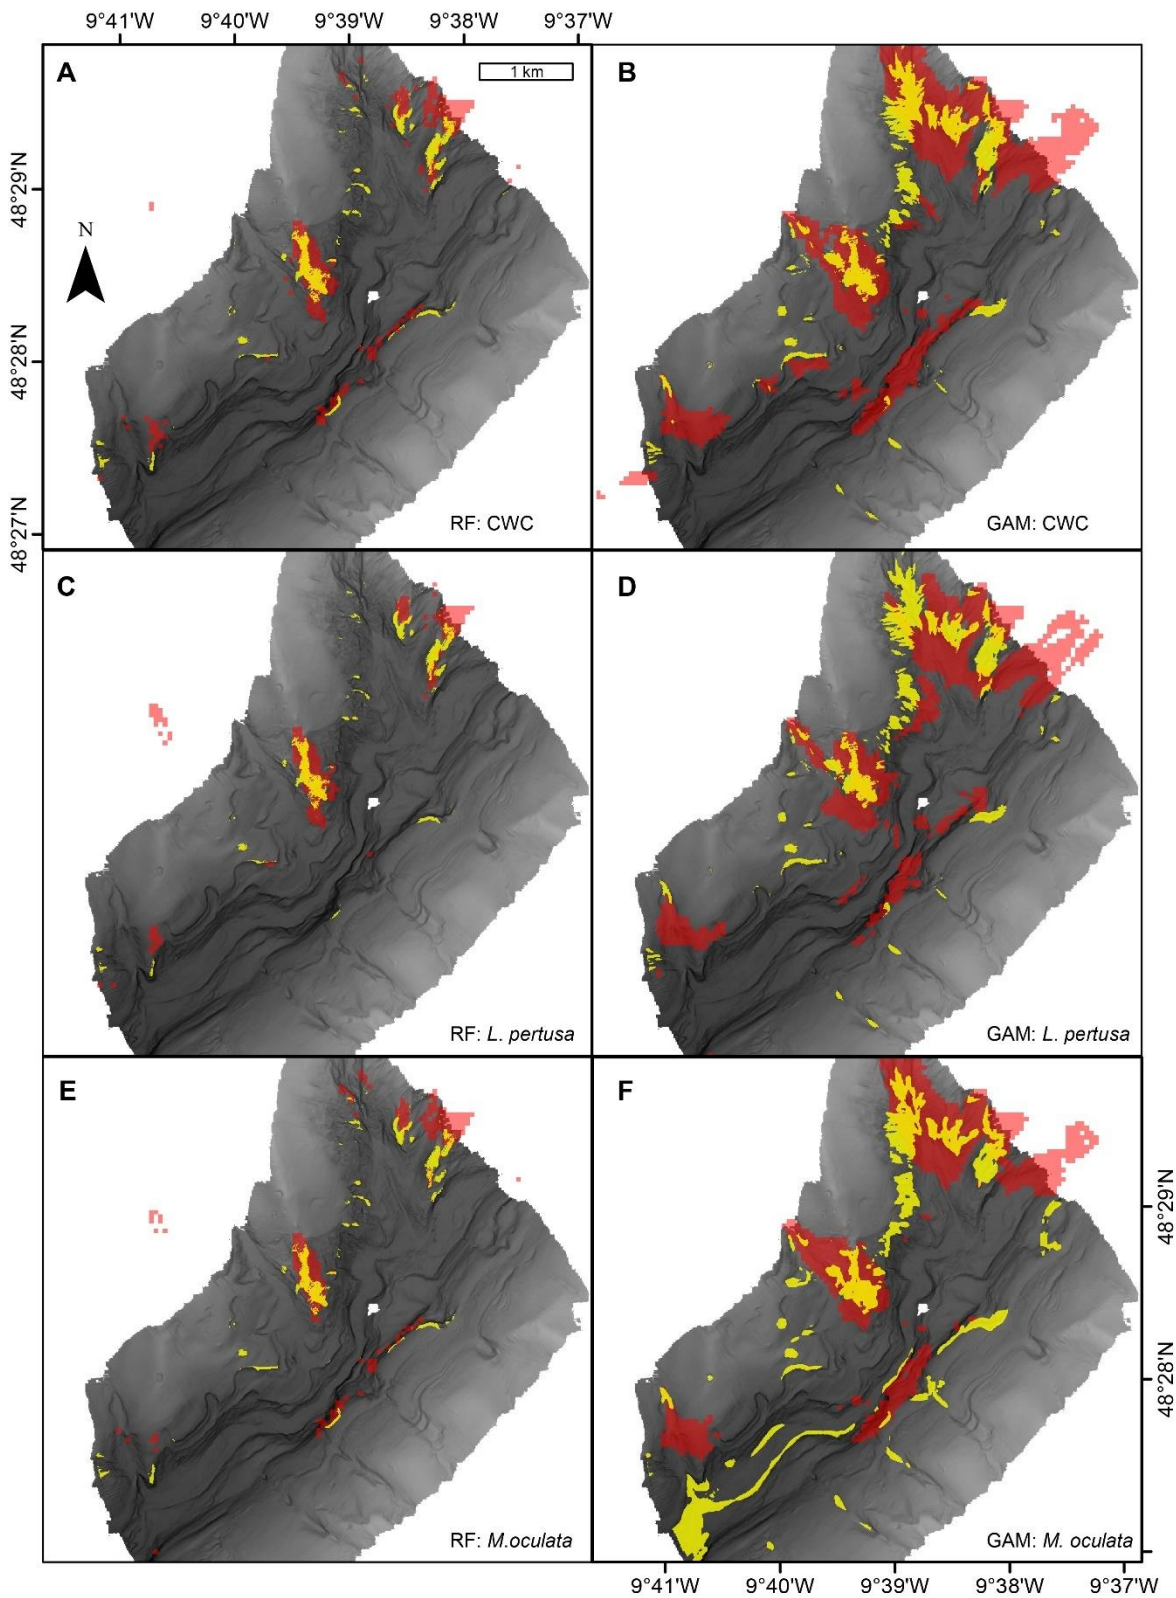 9°41'W 9°40'W 9°39'W 9°38'W 9°37'W
A B
1 km
48°29'N
N
48°28'N
48°27'N
RF: CWC GAM: CWC
C D
RF: L. pertusa GAM: L. pertusa
E F
48°29'N
48°28'N
RF: M.oculata GAM: M. oculata
9°41'W 9°40'W 9°39'W 9°38'W 9°37'W